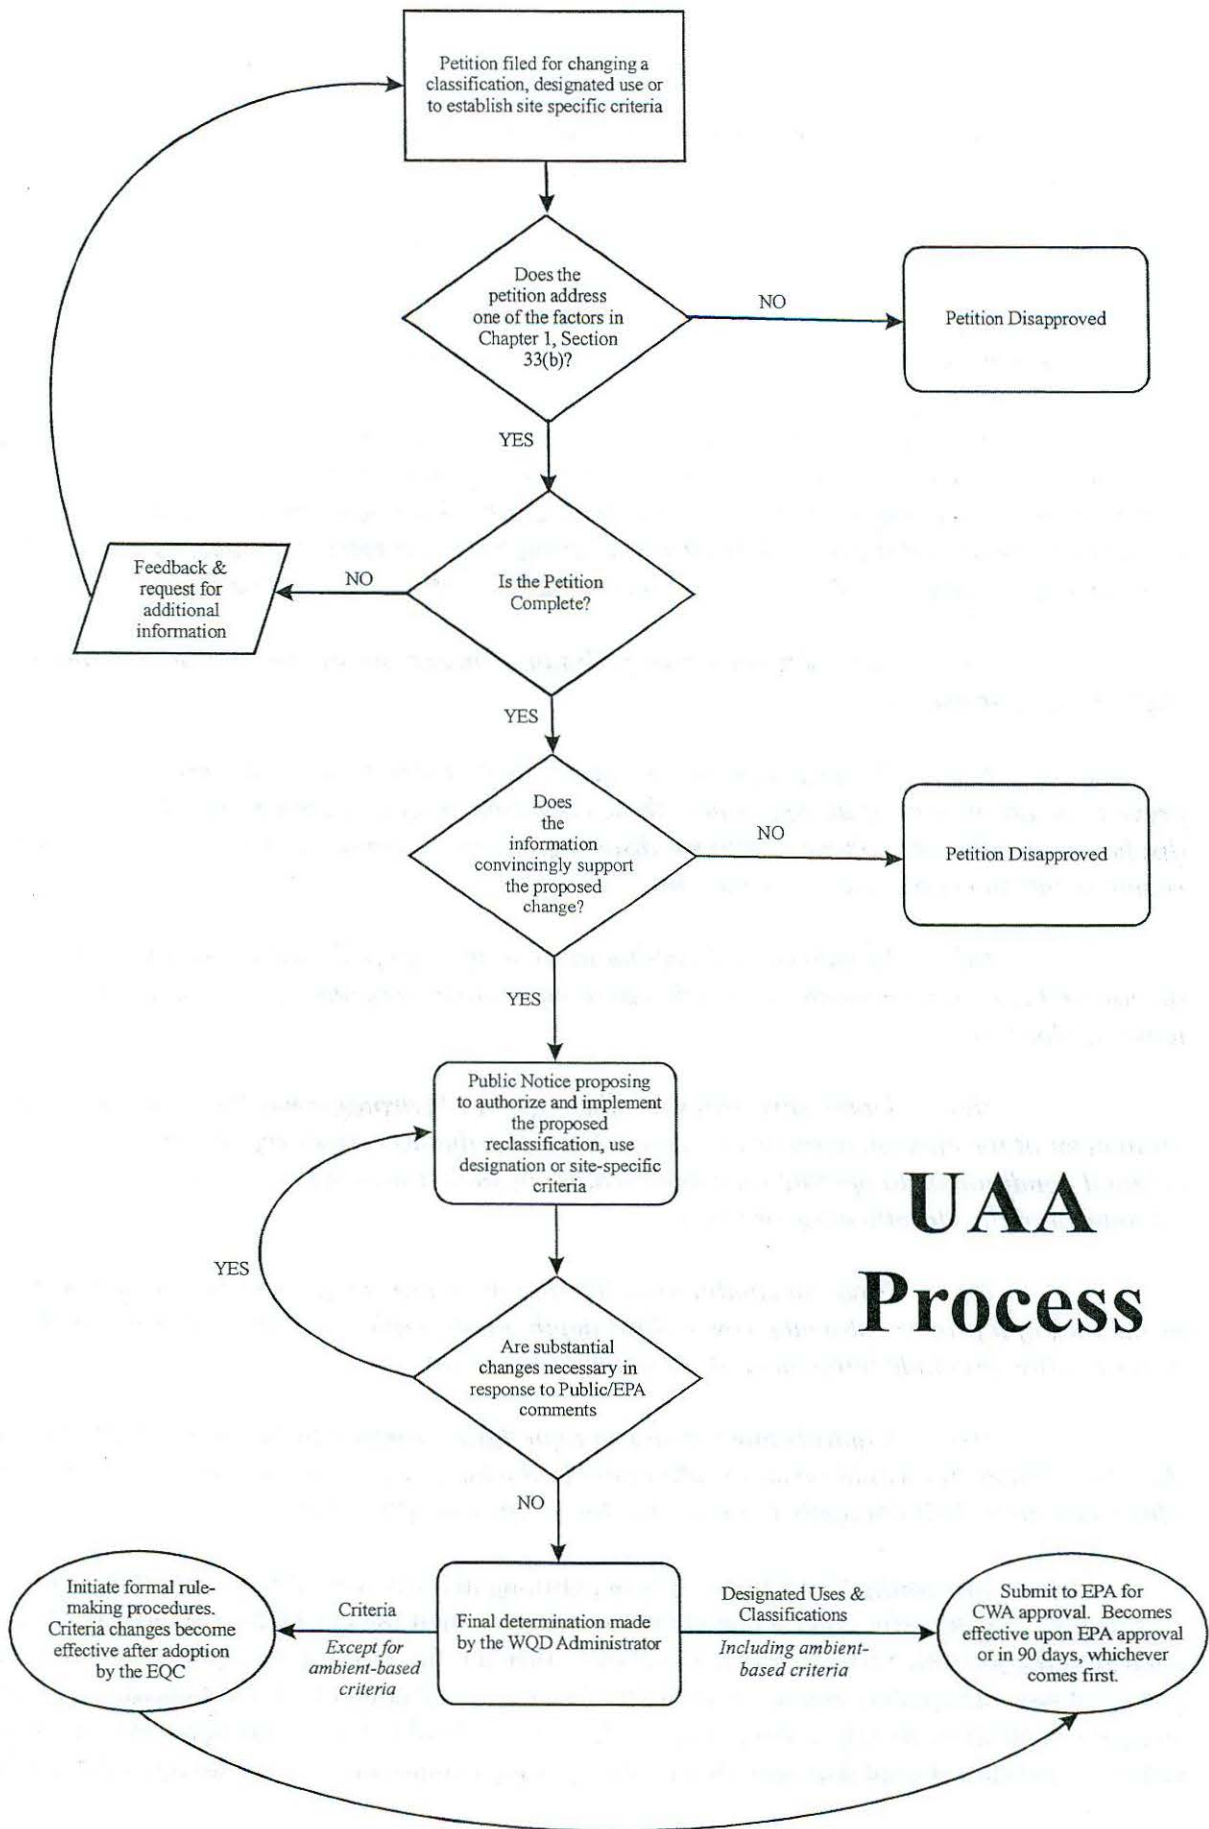 Petition filed for changing a
classification, designated use or
to establish site specific criteria
Does the
petition address
one of the factors in
Chapter 1, Section
33(b)?
NO
Petition Disapproved
YES
Is the Petition
Complete?
NO
Feedback &
request for
additional
information
YES
Does
the
information
convincingly support
the proposed
change?
NO
Petition Disapproved
YES
Public Notice proposing
to authorize and implement
the proposed
reclassification, use
designation or site-specific
criteria
UAA
Process
YES
Are substantial
changes necessary in
response to Public/EPA
comments
NO
Initiate formal rule-
making procedures.
Criteria changes become
effective after adoption
by the EQC
Criteria
Except for
ambient-based
criteria
Final determination made
by the WQD Administrator
Designated Uses &
Classifications
Including ambient-
based criteria
Submit to EPA for
CWA approval. Becomes
effective upon EPA approval
or in 90 days, whichever
comes first.